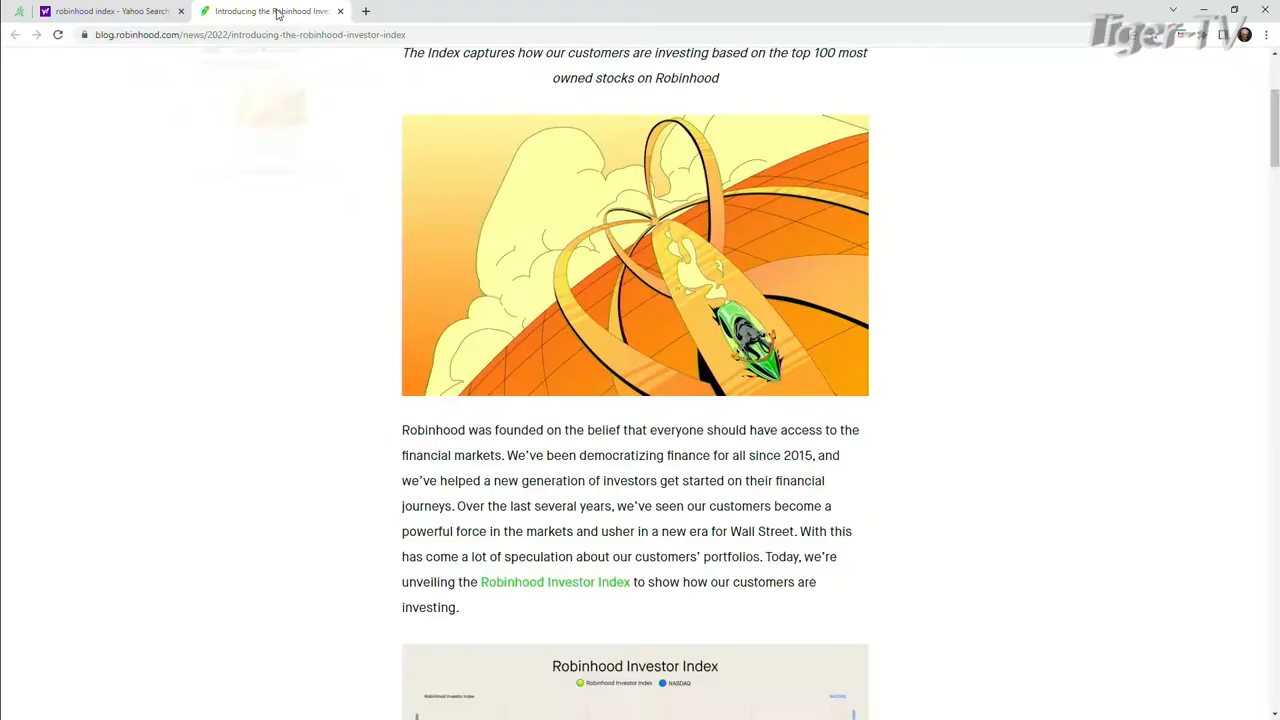 robinhood index - Yahoo Search
Introducing the Robinhood Inve
Tiger TV
blog.robinhood.com/news/2022/introducing-the-robinhood-investor-index
The Index captures how our customers are investing based on the top 100 most
owned stocks on Robinhood
Robinhood was founded on the belief that everyone should have access to the
financial markets. We've been democratizing finance for all since 2015, and
we've helped a new generation of investors get started on their financial
journeys. Over the last several years, we've seen our customers become a
powerful force in the markets and usher in a new era for Wall Street. With this
has come a lot of speculation about our customers' portfolios. Today, we're
unveiling the Robinhood Investor Index to show how our customers are
investing.
Robinhood Investor Index
Robinhood Investor Index NASDAQ
Robinhood Investor Index NASDAQ